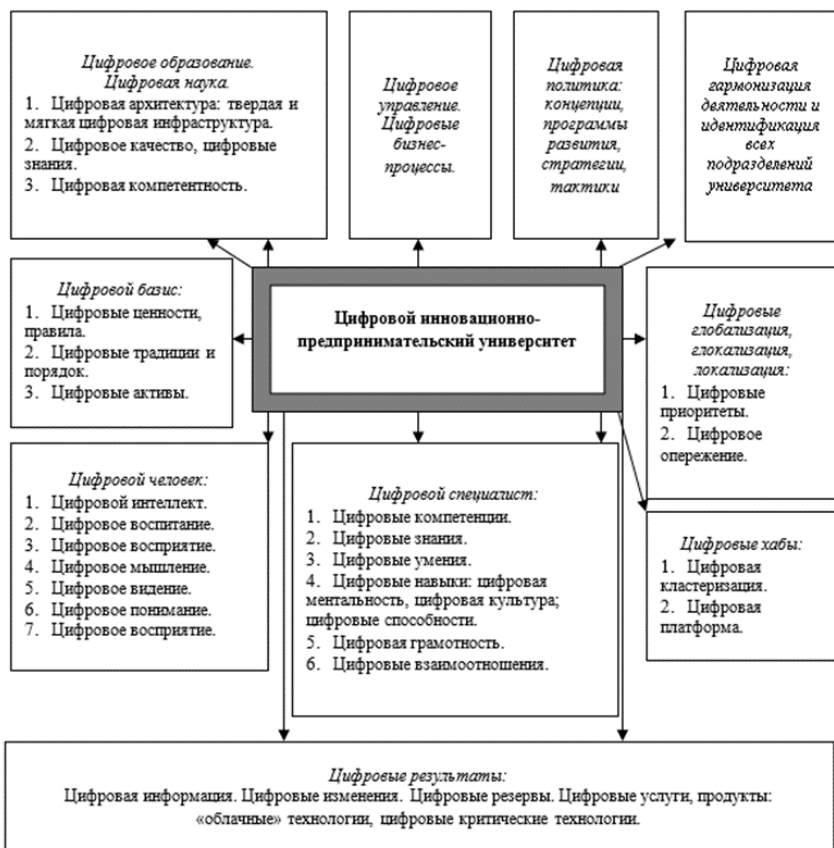 Цифровое образование.
Цифровая наука.
1. Цифровая архитектура: твердая и
мягкая цифровая инфраструктура.
2. Цифровое качество, цифровые
знания.
3. Цифровая компетентность.
Цифровое
управление.
Цифровые
бизнес-
процессы.
Цифровая
политика:
концепции,
программы
развития,
стратегии,
тактики
Цифровая
гармонизация
деятельности и
идентификация
всех
подразделений
университета
Цифровой базис:
1. Цифровые ценности,
правила.
2. Цифровые традиции и
порядок.
3. Цифровые активы.
Цифровой инновационно-
предпринимательский университет
Цифровые
глобализация,
глокализация,
локализация:
1. Цифровые
приоритеты.
2. Цифровое
опережение.
Цифровой человек:
1. Цифровой интеллект.
2. Цифровое воспитание.
3. Цифровое восприятие.
4. Цифровое мышление.
5. Цифровое видение.
6. Цифровое понимание.
7. Цифровое восприятие.
Цифровой специалист:
1. Цифровые компетенции.
2. Цифровые знания.
3. Цифровые умения.
4. Цифровые навыки: цифровая
ментальность, цифровая культура;
цифровые способности.
5. Цифровая грамотность.
6. Цифровые взаимоотношения.
Цифровые хабы:
1. Цифровая
кластеризация.
2. Цифровая
платформа.
Цифровые результаты:
Цифровая информация. Цифровые изменения. Цифровые резервы. Цифровые услуги, продукты:
«облачные» технологии, цифровые критические технологии.